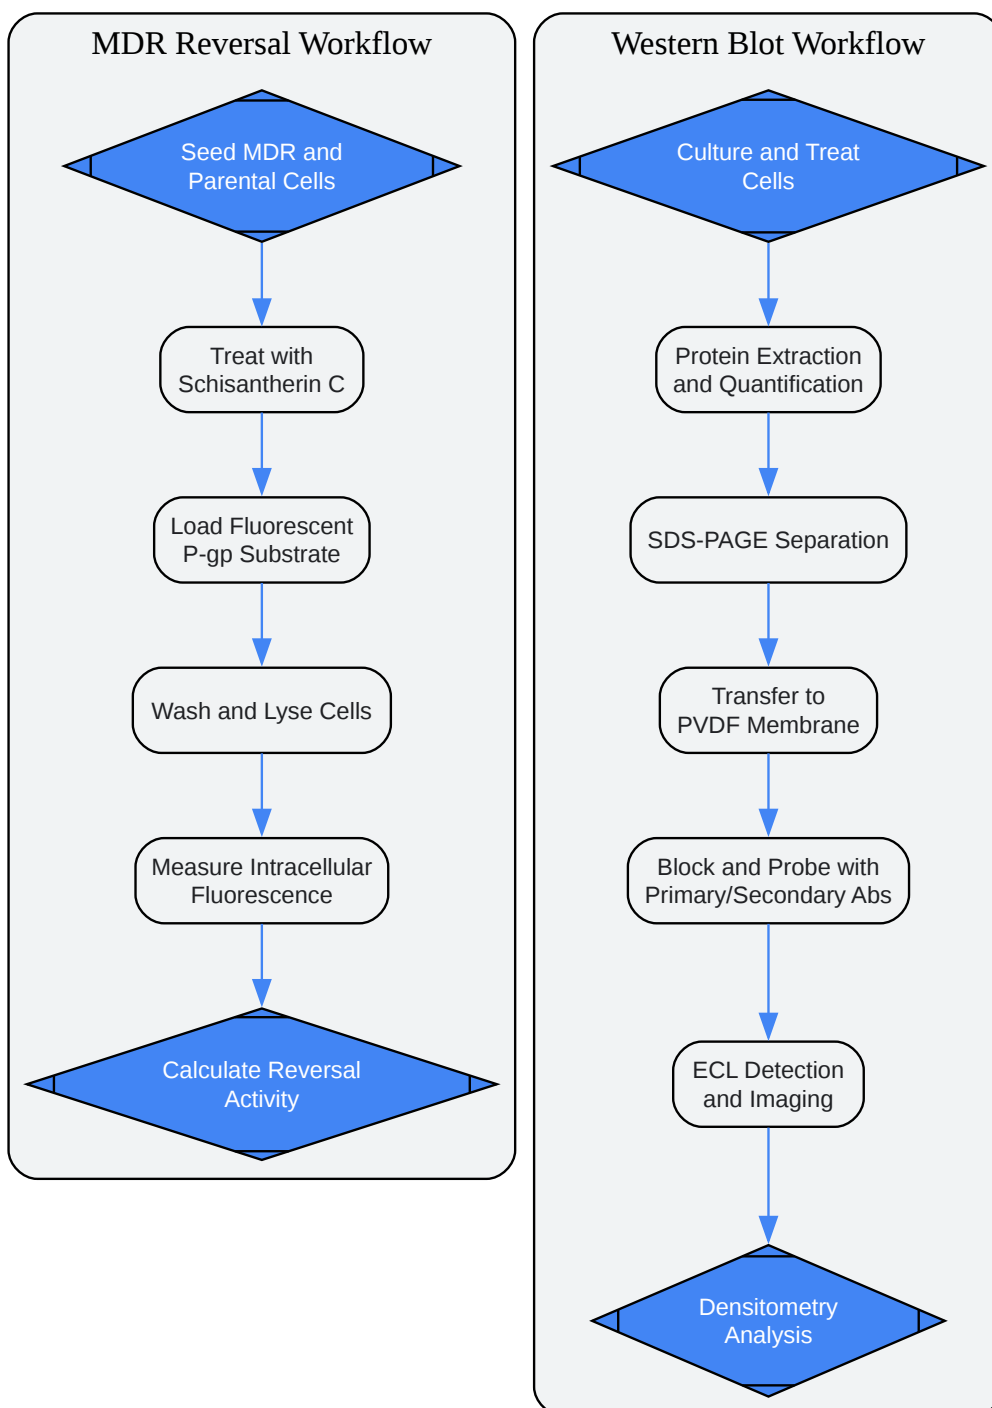 MDR Reversal Workflow
Seed MDR and
Parental Cells
Treat with
Schisantherin C
Load Fluorescent
P-gp Substrate
Wash and Lyse Cells
Measure Intracellular
Fluorescence
Calculate Reversal
Activity
Western Blot Workflow
Culture and Treat
Cells
Protein Extraction
and Quantification
SDS-PAGE Separation
Transfer to
PVDF Membrane
Block and Probe with
Primary/Secondary Abs
ECL Detection
and Imaging
Densitometry
Analysis